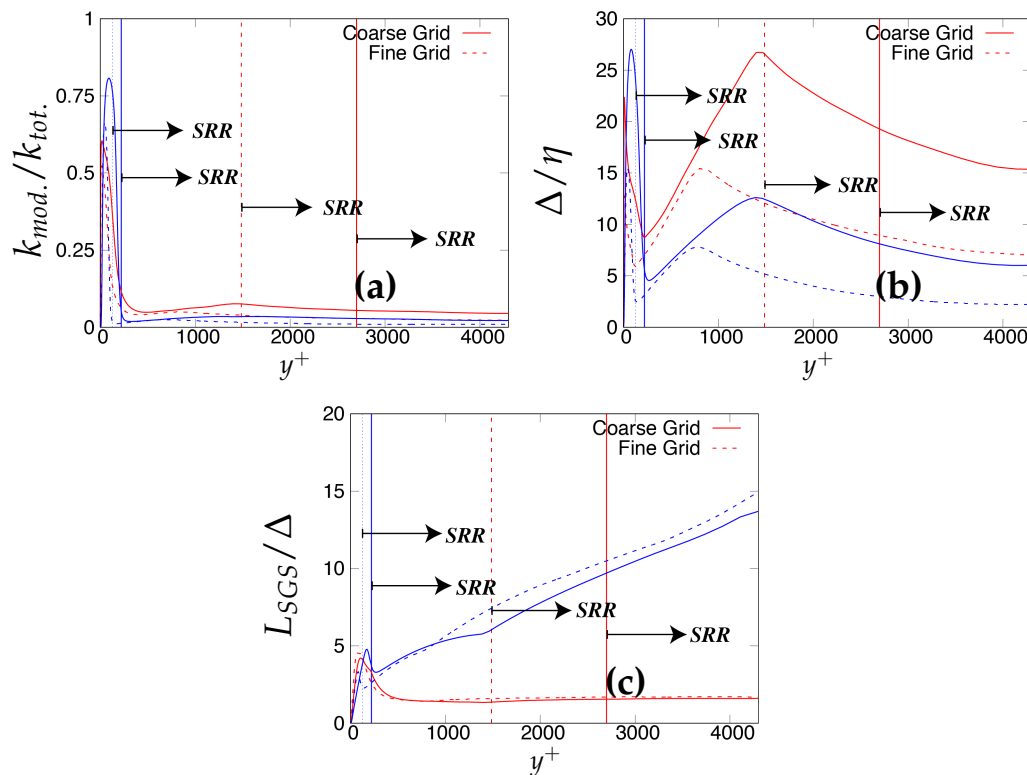 k_mod./k_tot.
1
0.75
0.5
0.25
0
Coarse Grid
Fine Grid
SRR
SRR
SRR
SRR
(a)
0 1000 2000 3000 4000
y+
Δ/η
30
25
20
15
10
5
0
Coarse Grid
Fine Grid
SRR
SRR
SRR
SRR
(b)
0 1000 2000 3000 4000
y+
L_SGS/Δ
20
15
10
5
0
Coarse Grid
Fine Grid
SRR
SRR
SRR
SRR
(c)
0 1000 2000 3000 4000
y+